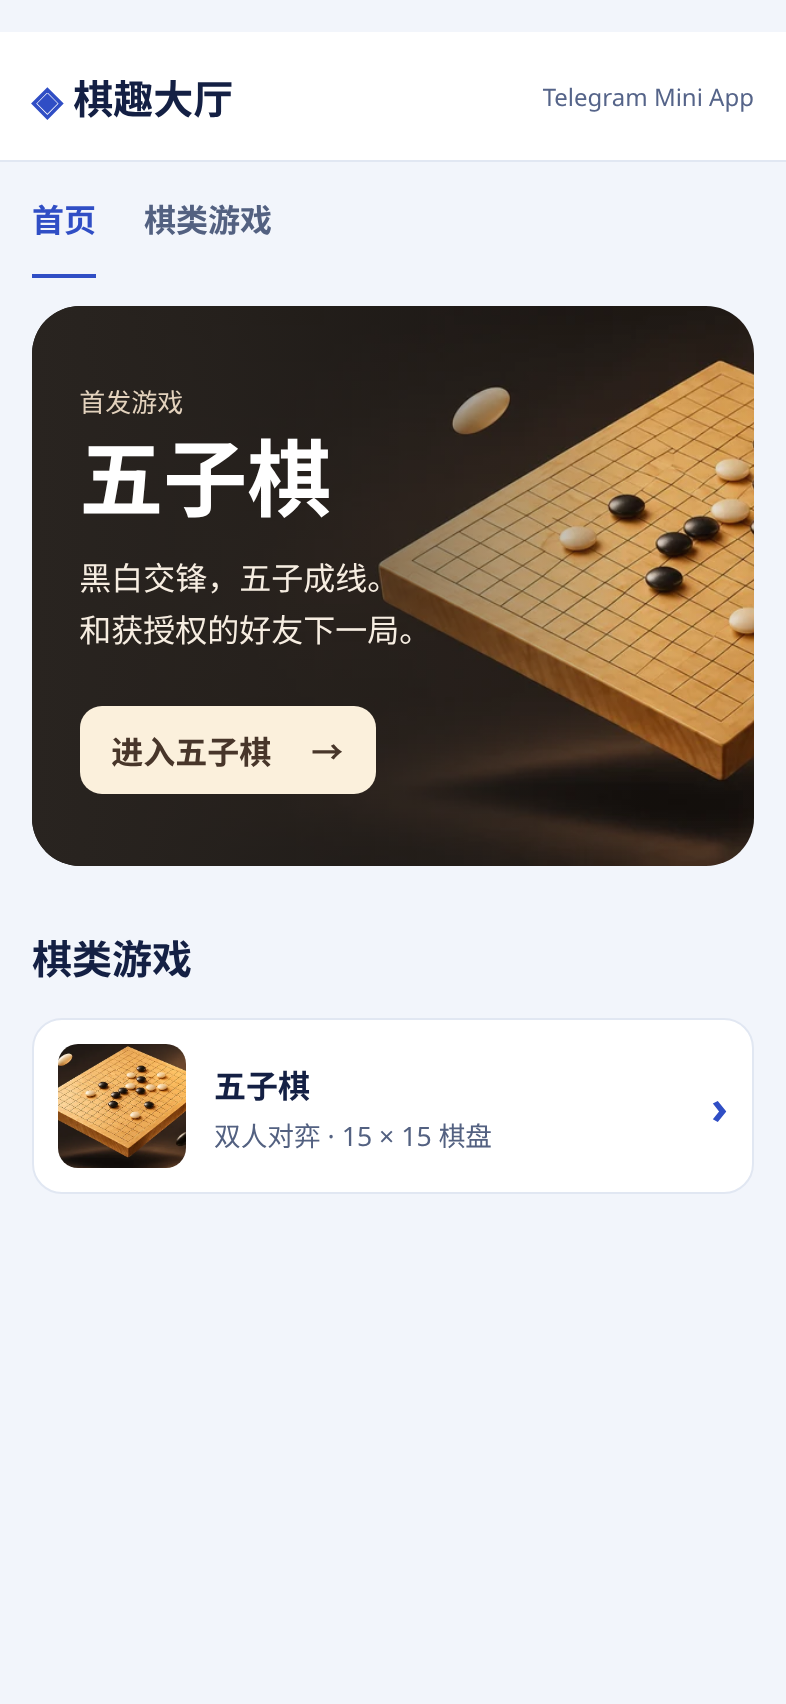 ◈ 棋趣大厅
Telegram Mini App
首页 棋类游戏
首发游戏
五子棋
黑白交锋，五子成线。
和获授权的好友下一局。
进入五子棋 →
棋类游戏
五子棋
双人对弈 · 15 × 15 棋盘
›